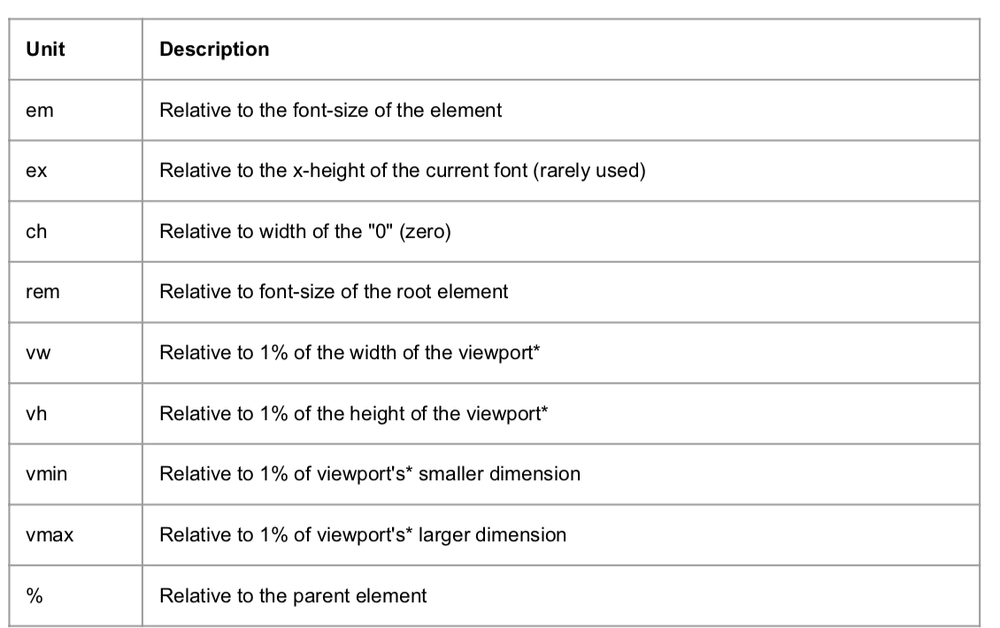 Unit Description
em Relative to the font-size of the element
ex Relative to the x-height of the current font (rarely used)
ch Relative to width of the "0" (zero)
rem Relative to font-size of the root element
vw Relative to 1% of the width of the viewport*
vh Relative to 1% of the height of the viewport*
vmin Relative to 1% of viewport's* smaller dimension
vmax Relative to 1% of viewport's* larger dimension
% Relative to the parent element